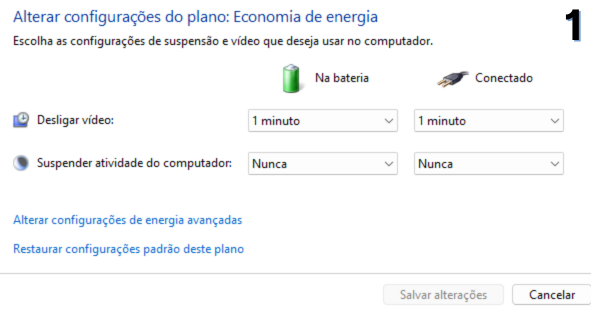 Alterar configurações do plano: Economia de energia
1
Escolha as configurações de suspensão e vídeo que deseja usar no computador.
Na bateria
Conectado
Desligar vídeo:
1 minuto
1 minuto
Suspender atividade do computador:
Nunca
Nunca
Alterar configurações de energia avançadas
Restaurar configurações padrão deste plano
Salvar alterações
Cancelar